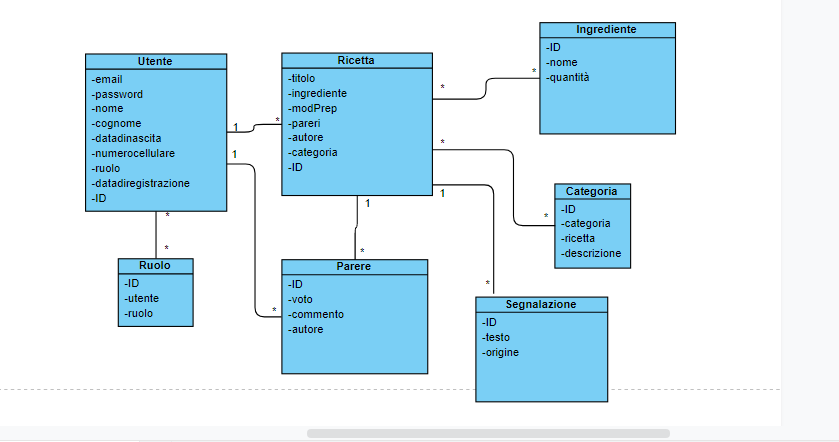 Utente
-email
-password
-nome
-cognome
-datadinascita
-numerocellulare
-ruolo
-datadiregistrazione
-ID
1
1
*
*
*
Ricetta
-titolo
-ingrediente
-modPrep
-pareri
-autore
-categoria
-ID
*
*
1
1
*
Ingrediente
-ID
-nome
-quantità
*
Categoria
-ID
-categoria
-ricetta
-descrizione
*
Ruolo
-ID
-utente
-ruolo
Parere
-ID
-voto
-commento
-autore
*
Segnalazione
-ID
-testo
-origine
*